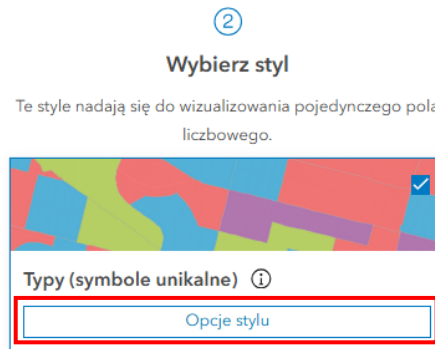 2
Wybierz styl
Te style nadają się do wizualizowania pojedynczego pola
liczbowego.
Typy (symbole unikalne)
Opcje stylu